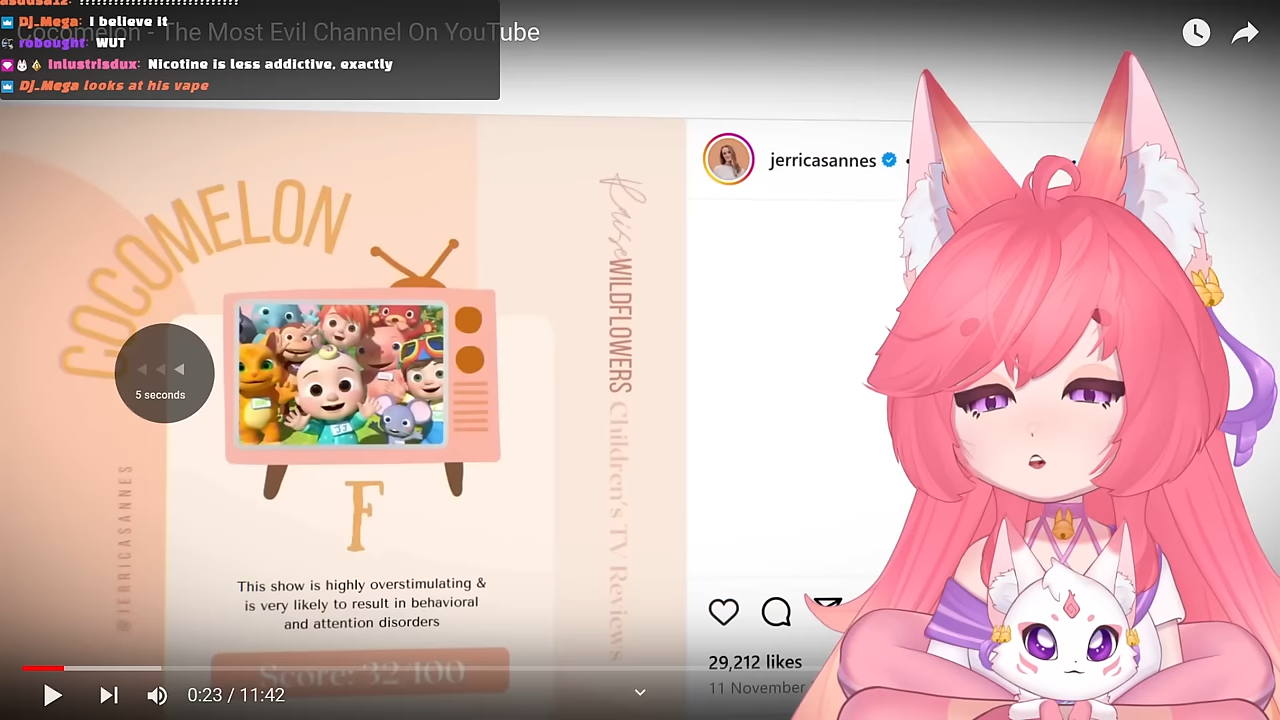 DJ_Mega: I believe it
Cocomelon - The Most Evil Channel On YouTube
robought: WUT
Inlustrisdux: Nicotine is less addictive, exactly
DJ_Mega looks at his vape
jerricasannes
COCOMELON
Raise WILDFLOWERS Children's TV Reviews
5 seconds
@JERRICASANNES
F
This show is highly overstimulating &
is very likely to result in behavioral
and attention disorders
Score: 32/100
29,212 likes
11 November
0:23 / 11:42